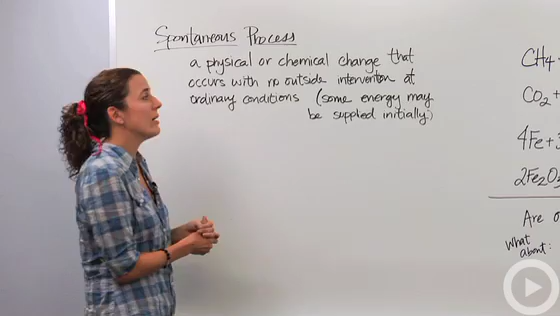 Spontaneous Process
a physical or chemical change that
occurs with no outside intervention at
ordinary conditions (some energy may
be supplied initially.)
CH4
CO2 +
4Fe + 3
2Fe2O3
Are
What
about: